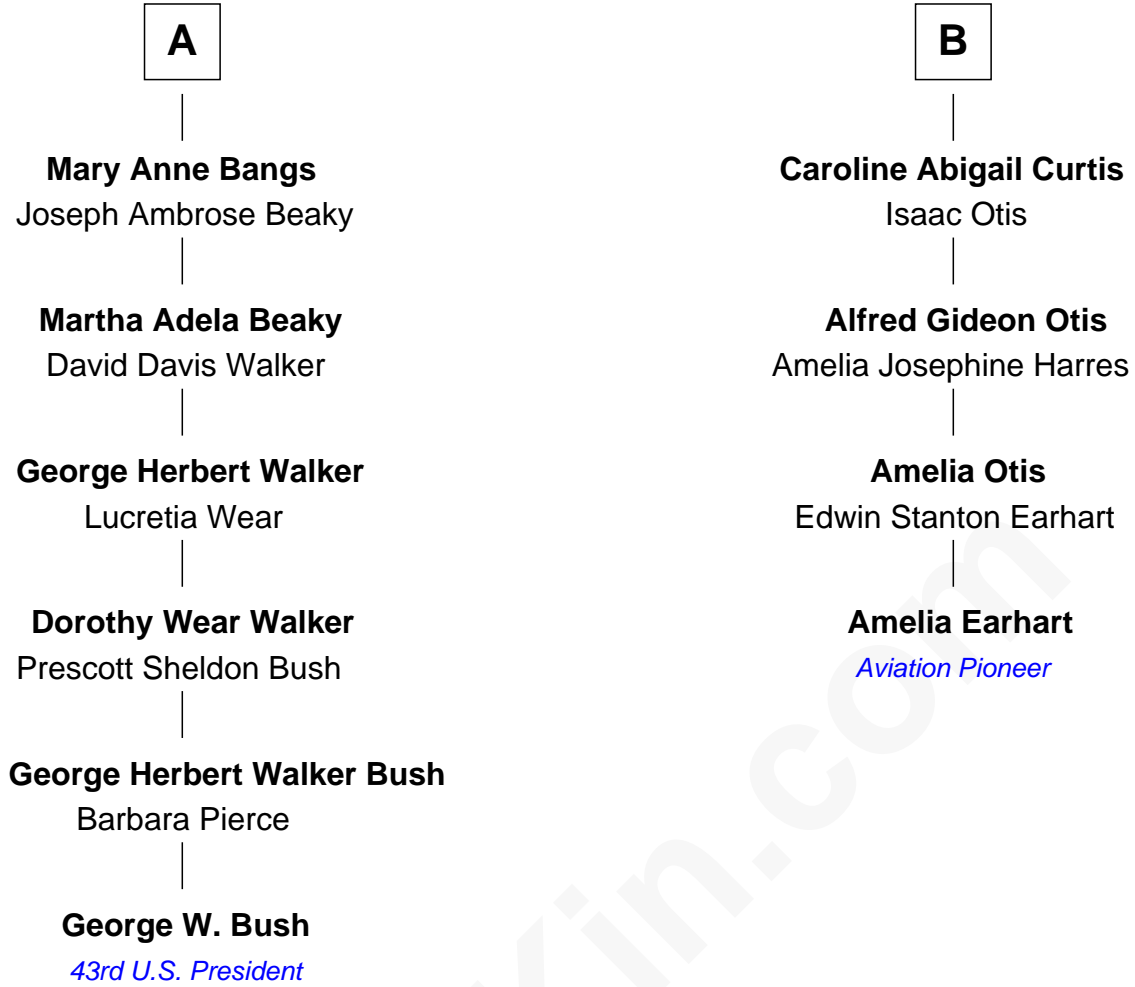 A
Mary Anne Bangs
Joseph Ambrose Beaky
Martha Adela Beaky
David Davis Walker
George Herbert Walker
Lucretia Wear
Dorothy Wear Walker
Prescott Sheldon Bush
George Herbert Walker Bush
Barbara Pierce
George W. Bush
43rd U.S. President
B
Caroline Abigail Curtis
Isaac Otis
Alfred Gideon Otis
Amelia Josephine Harres
Amelia Otis
Edwin Stanton Earhart
Amelia Earhart
Aviation Pioneer
kin.com